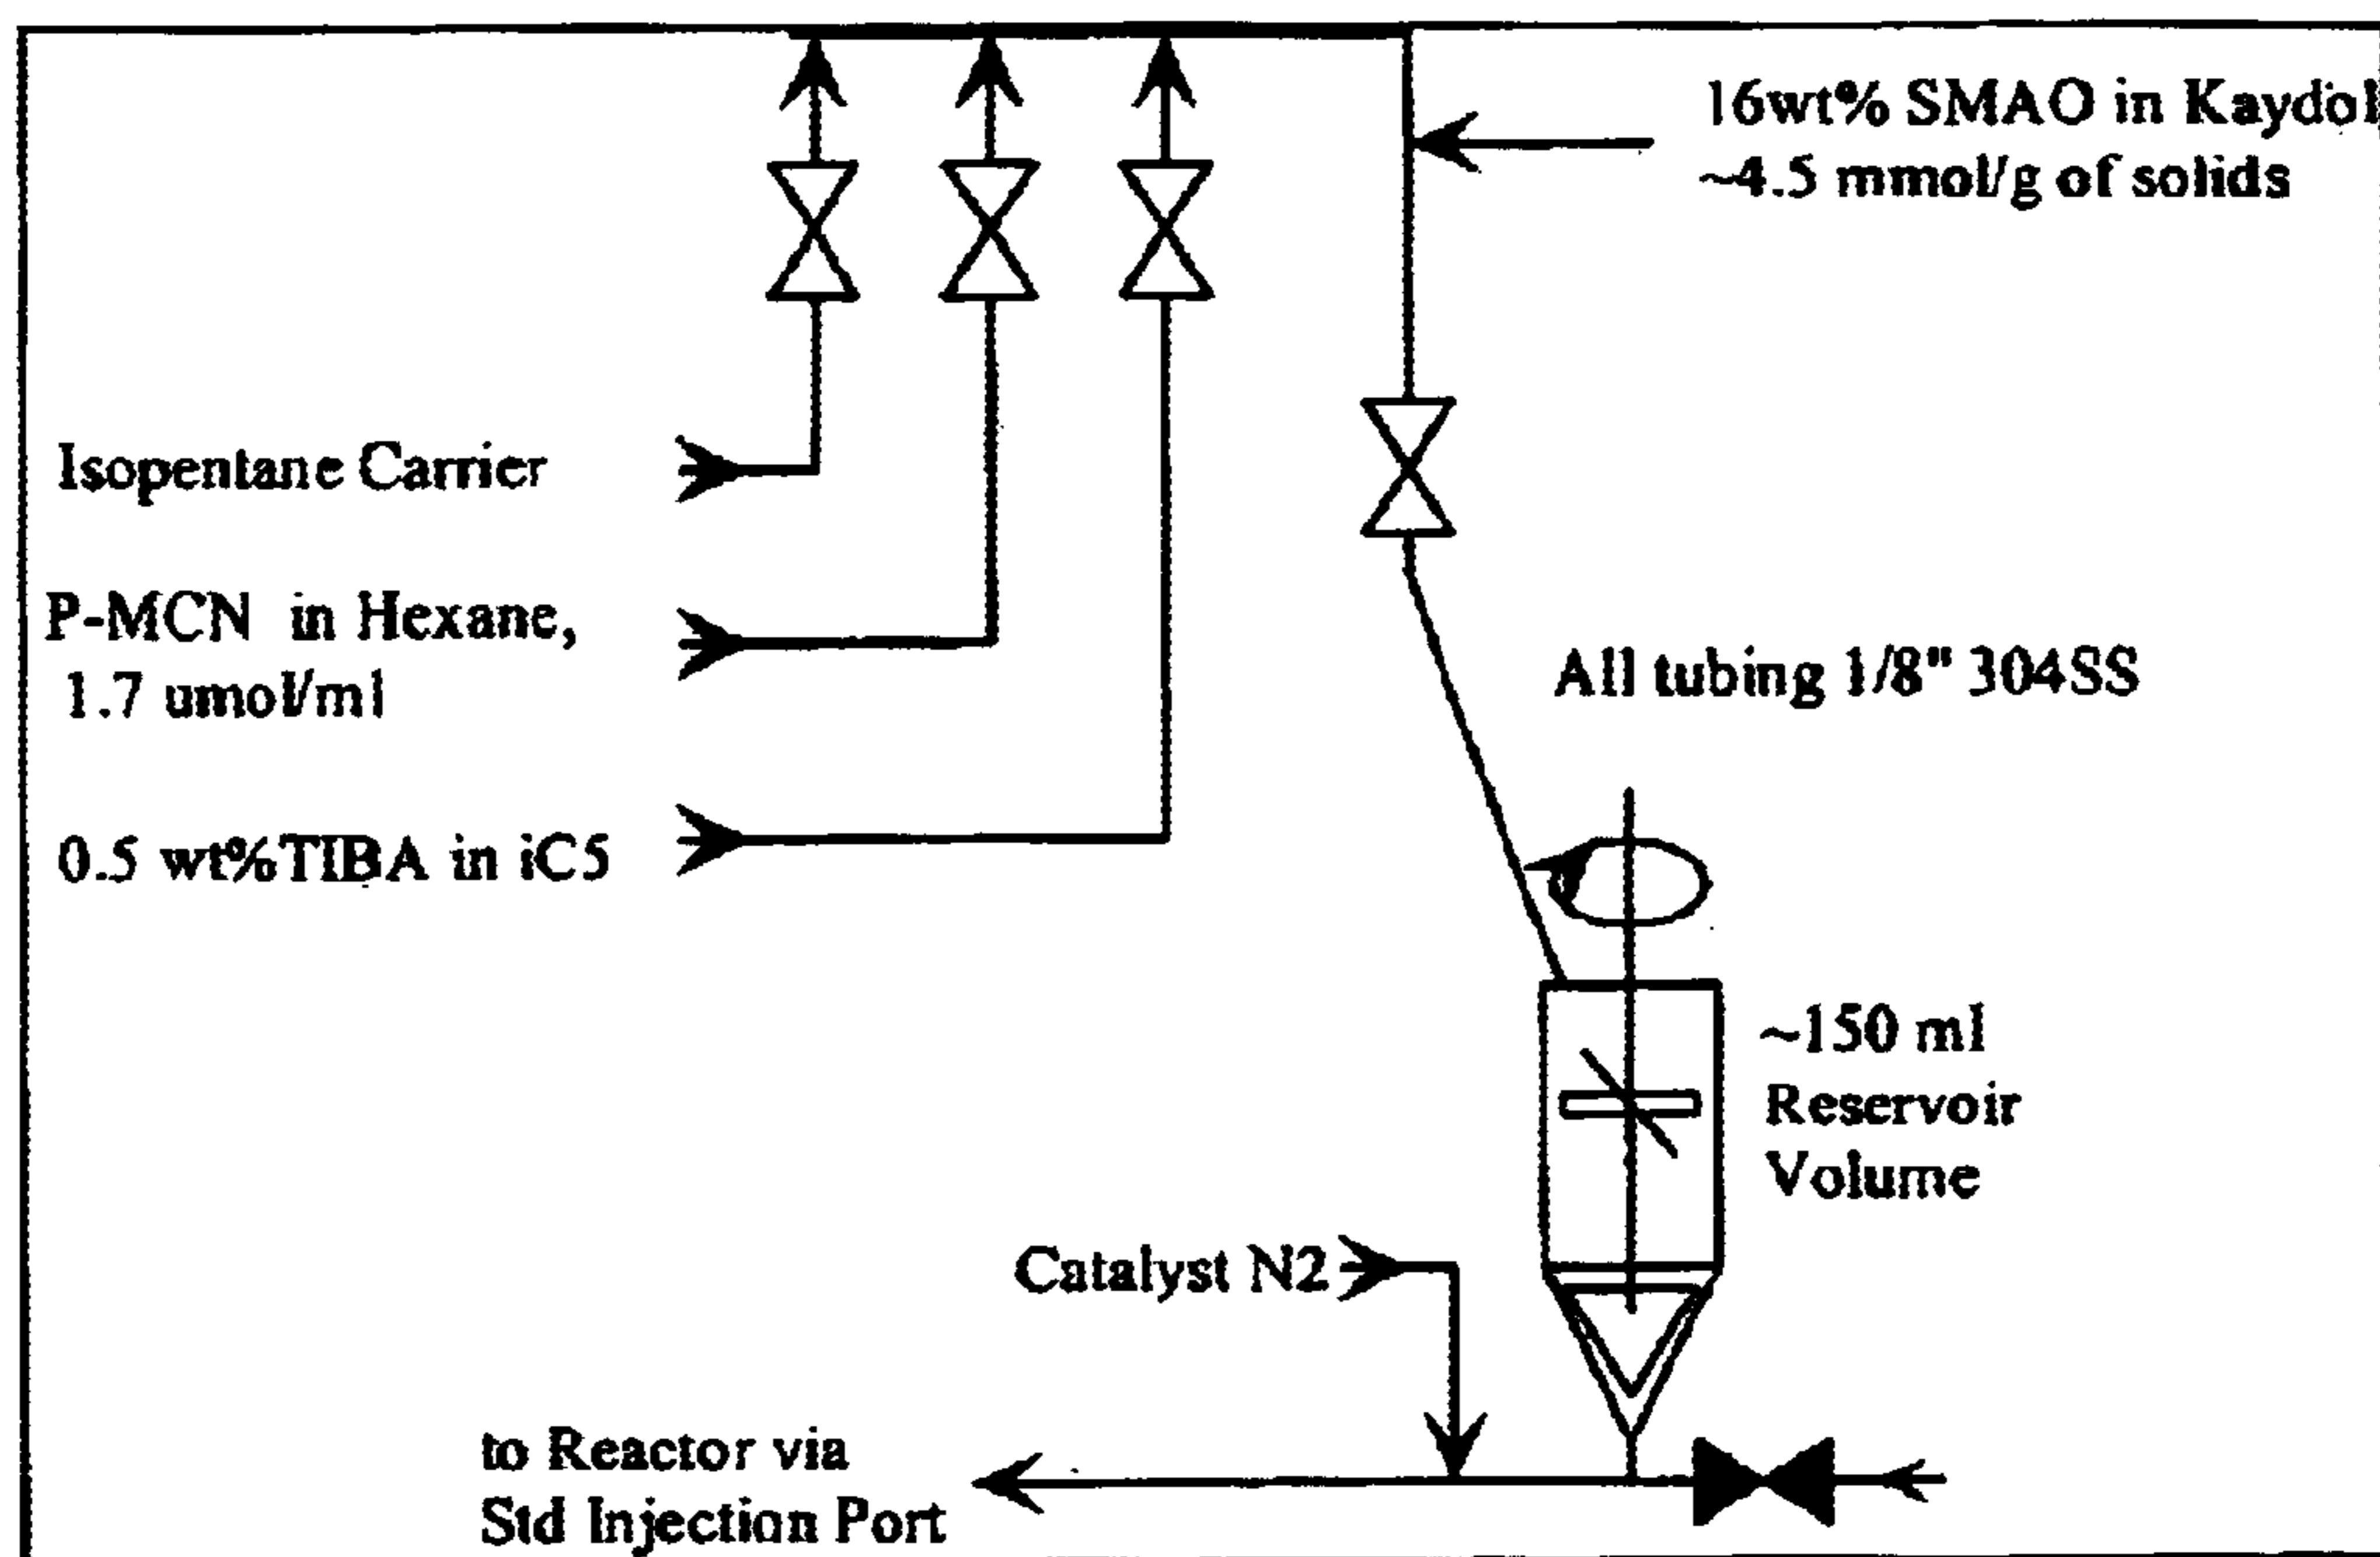 16wt% SMAO in Kaydol
~4.5 mmol/g of solids
Isopentane Carrier
P-MCN in Hexane,
1.7 umol/ml
All tubing 1/8" 304SS
0.5 wt%TIBA in iC5
~150 ml
Reservoir
Volume
Catalyst N2
to Reactor via
Std Injection Port